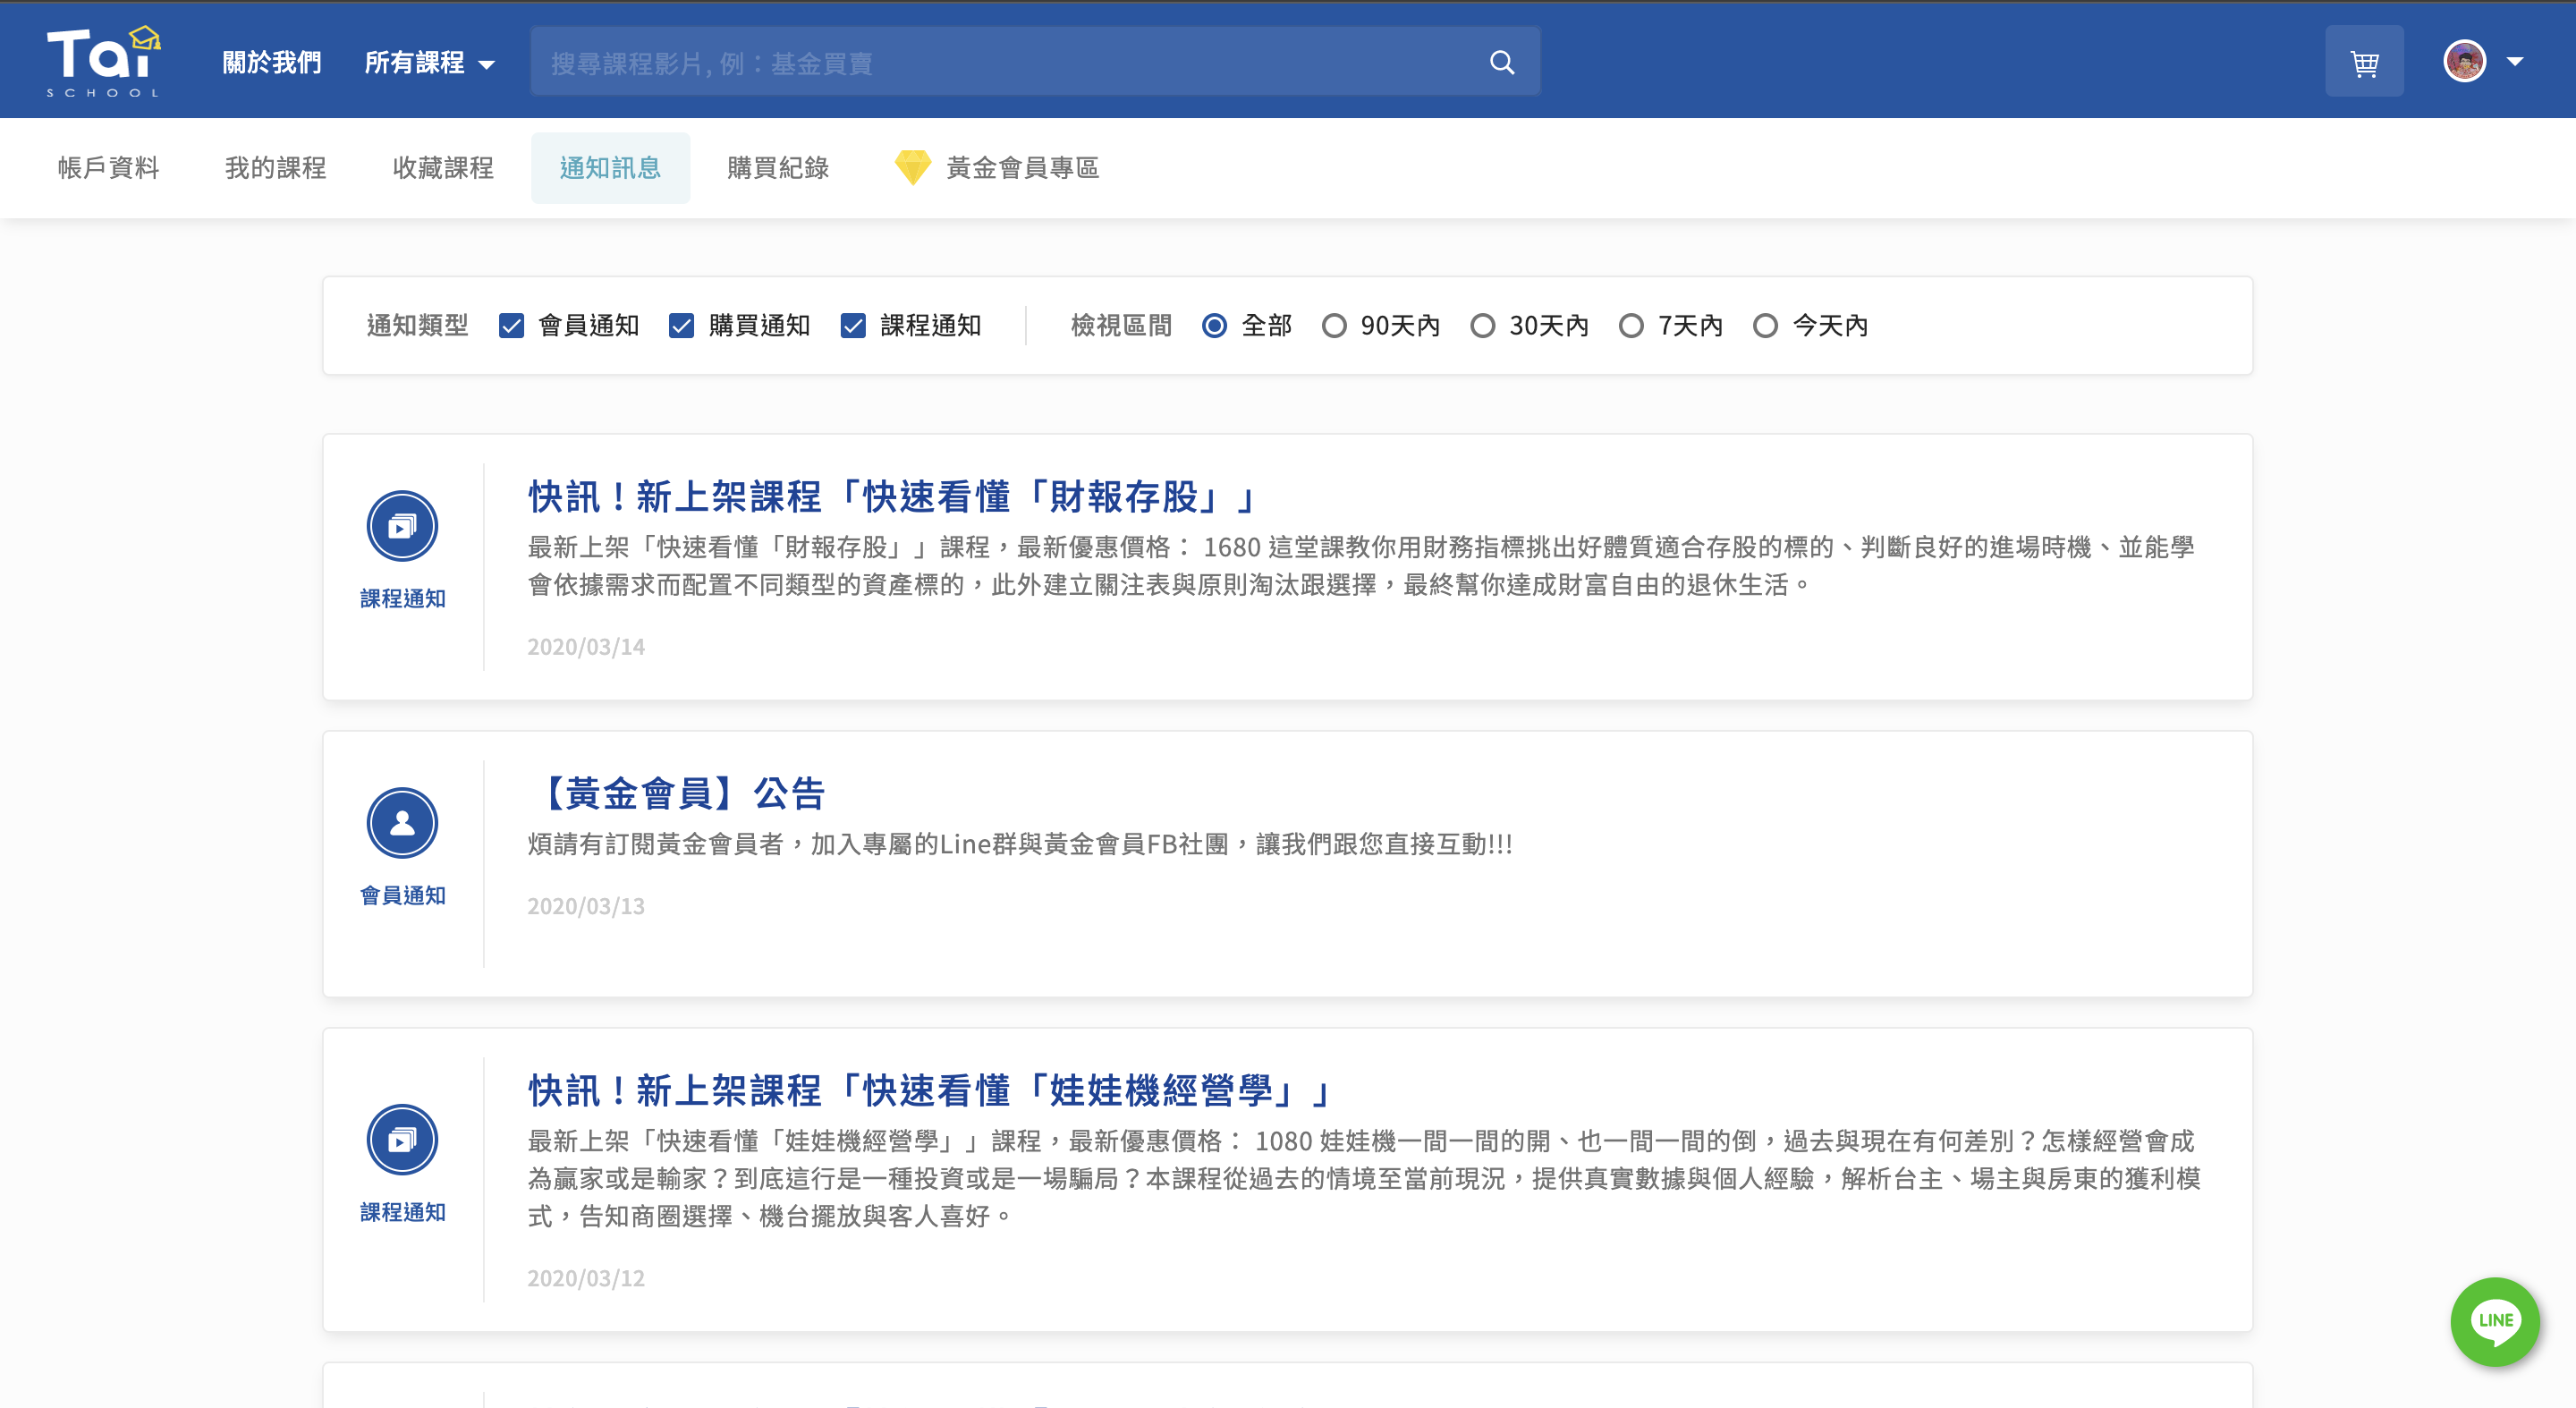 Tai
SCHOOL
關於我們
所有課程
搜尋課程影片, 例：基金買賣
帳戶資料
我的課程
收藏課程
通知訊息
購買紀錄
黃金會員專區
通知類型 會員通知 購買通知 課程通知 檢視區間 全部 90天內 30天內 7天內 今天內
課程通知
快訊！新上架課程「快速看懂「財報存股」」
最新上架「快速看懂「財報存股」」課程，最新優惠價格： 1680 這堂課教你用財務指標挑出好體質適合存股的標的、判斷良好的進場時機、並能學
會依據需求而配置不同類型的資產標的，此外建立關注表與原則淘汰跟選擇，最終幫你達成財富自由的退休生活。
2020/03/14
會員通知
【黃金會員】公告
煩請有訂閱黃金會員者，加入專屬的Line群與黃金會員FB社團，讓我們跟您直接互動!!!
2020/03/13
課程通知
快訊！新上架課程「快速看懂「娃娃機經營學」」
最新上架「快速看懂「娃娃機經營學」」課程，最新優惠價格： 1080 娃娃機一間一間的開、也一間一間的倒，過去與現在有何差別？怎樣經營會成
為贏家或是輸家？到底這行是一種投資或是一場騙局？本課程從過去的情境至當前現況，提供真實數據與個人經驗，解析台主、場主與房東的獲利模
式，告知商圈選擇、機台擺放與客人喜好。
2020/03/12
LINE